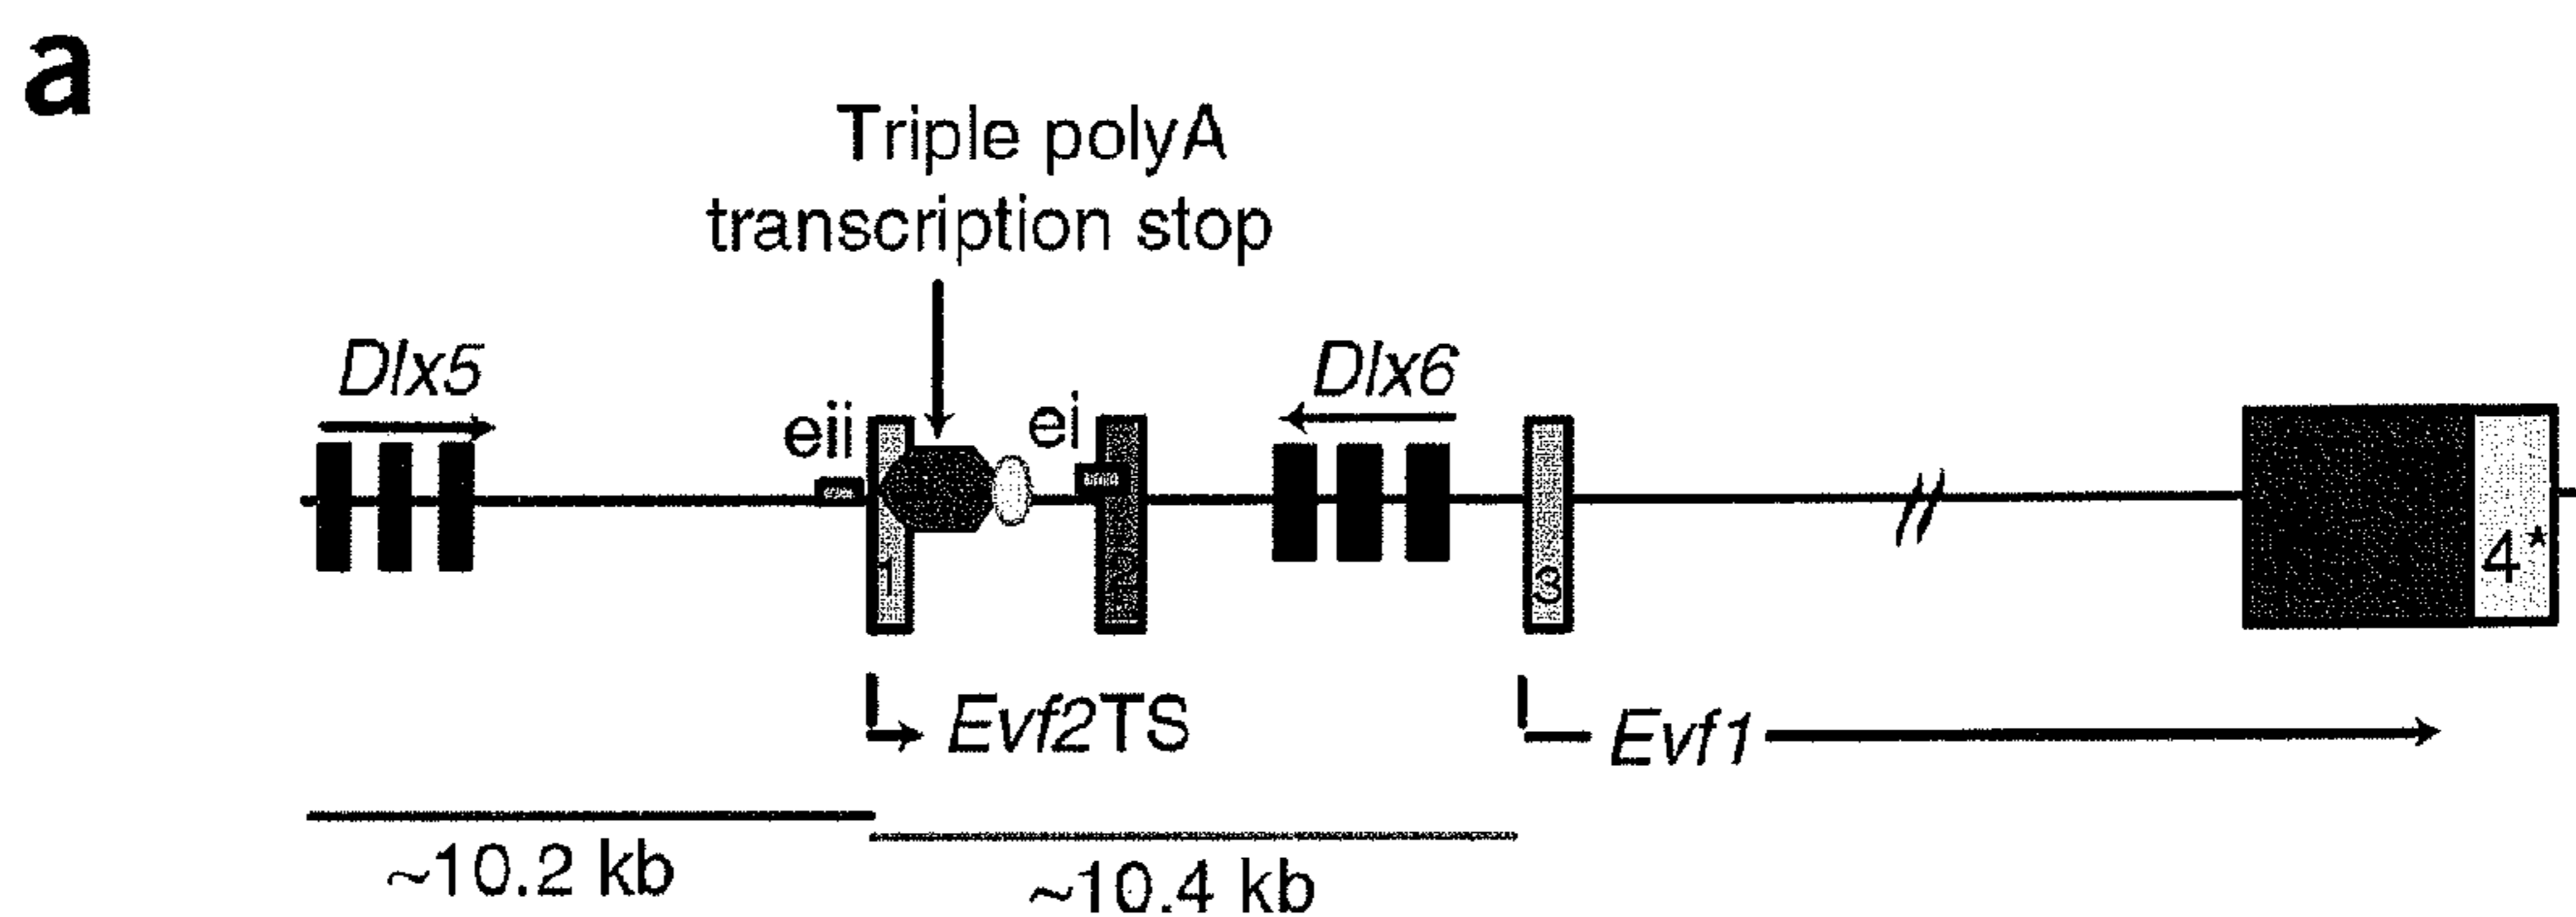 a
Triple polyA
transcription stop
Dlx5
Dlx6
eii
ei
1
2
3
4*
Evf2TS
Evf1
~10.2 kb
~10.4 kb